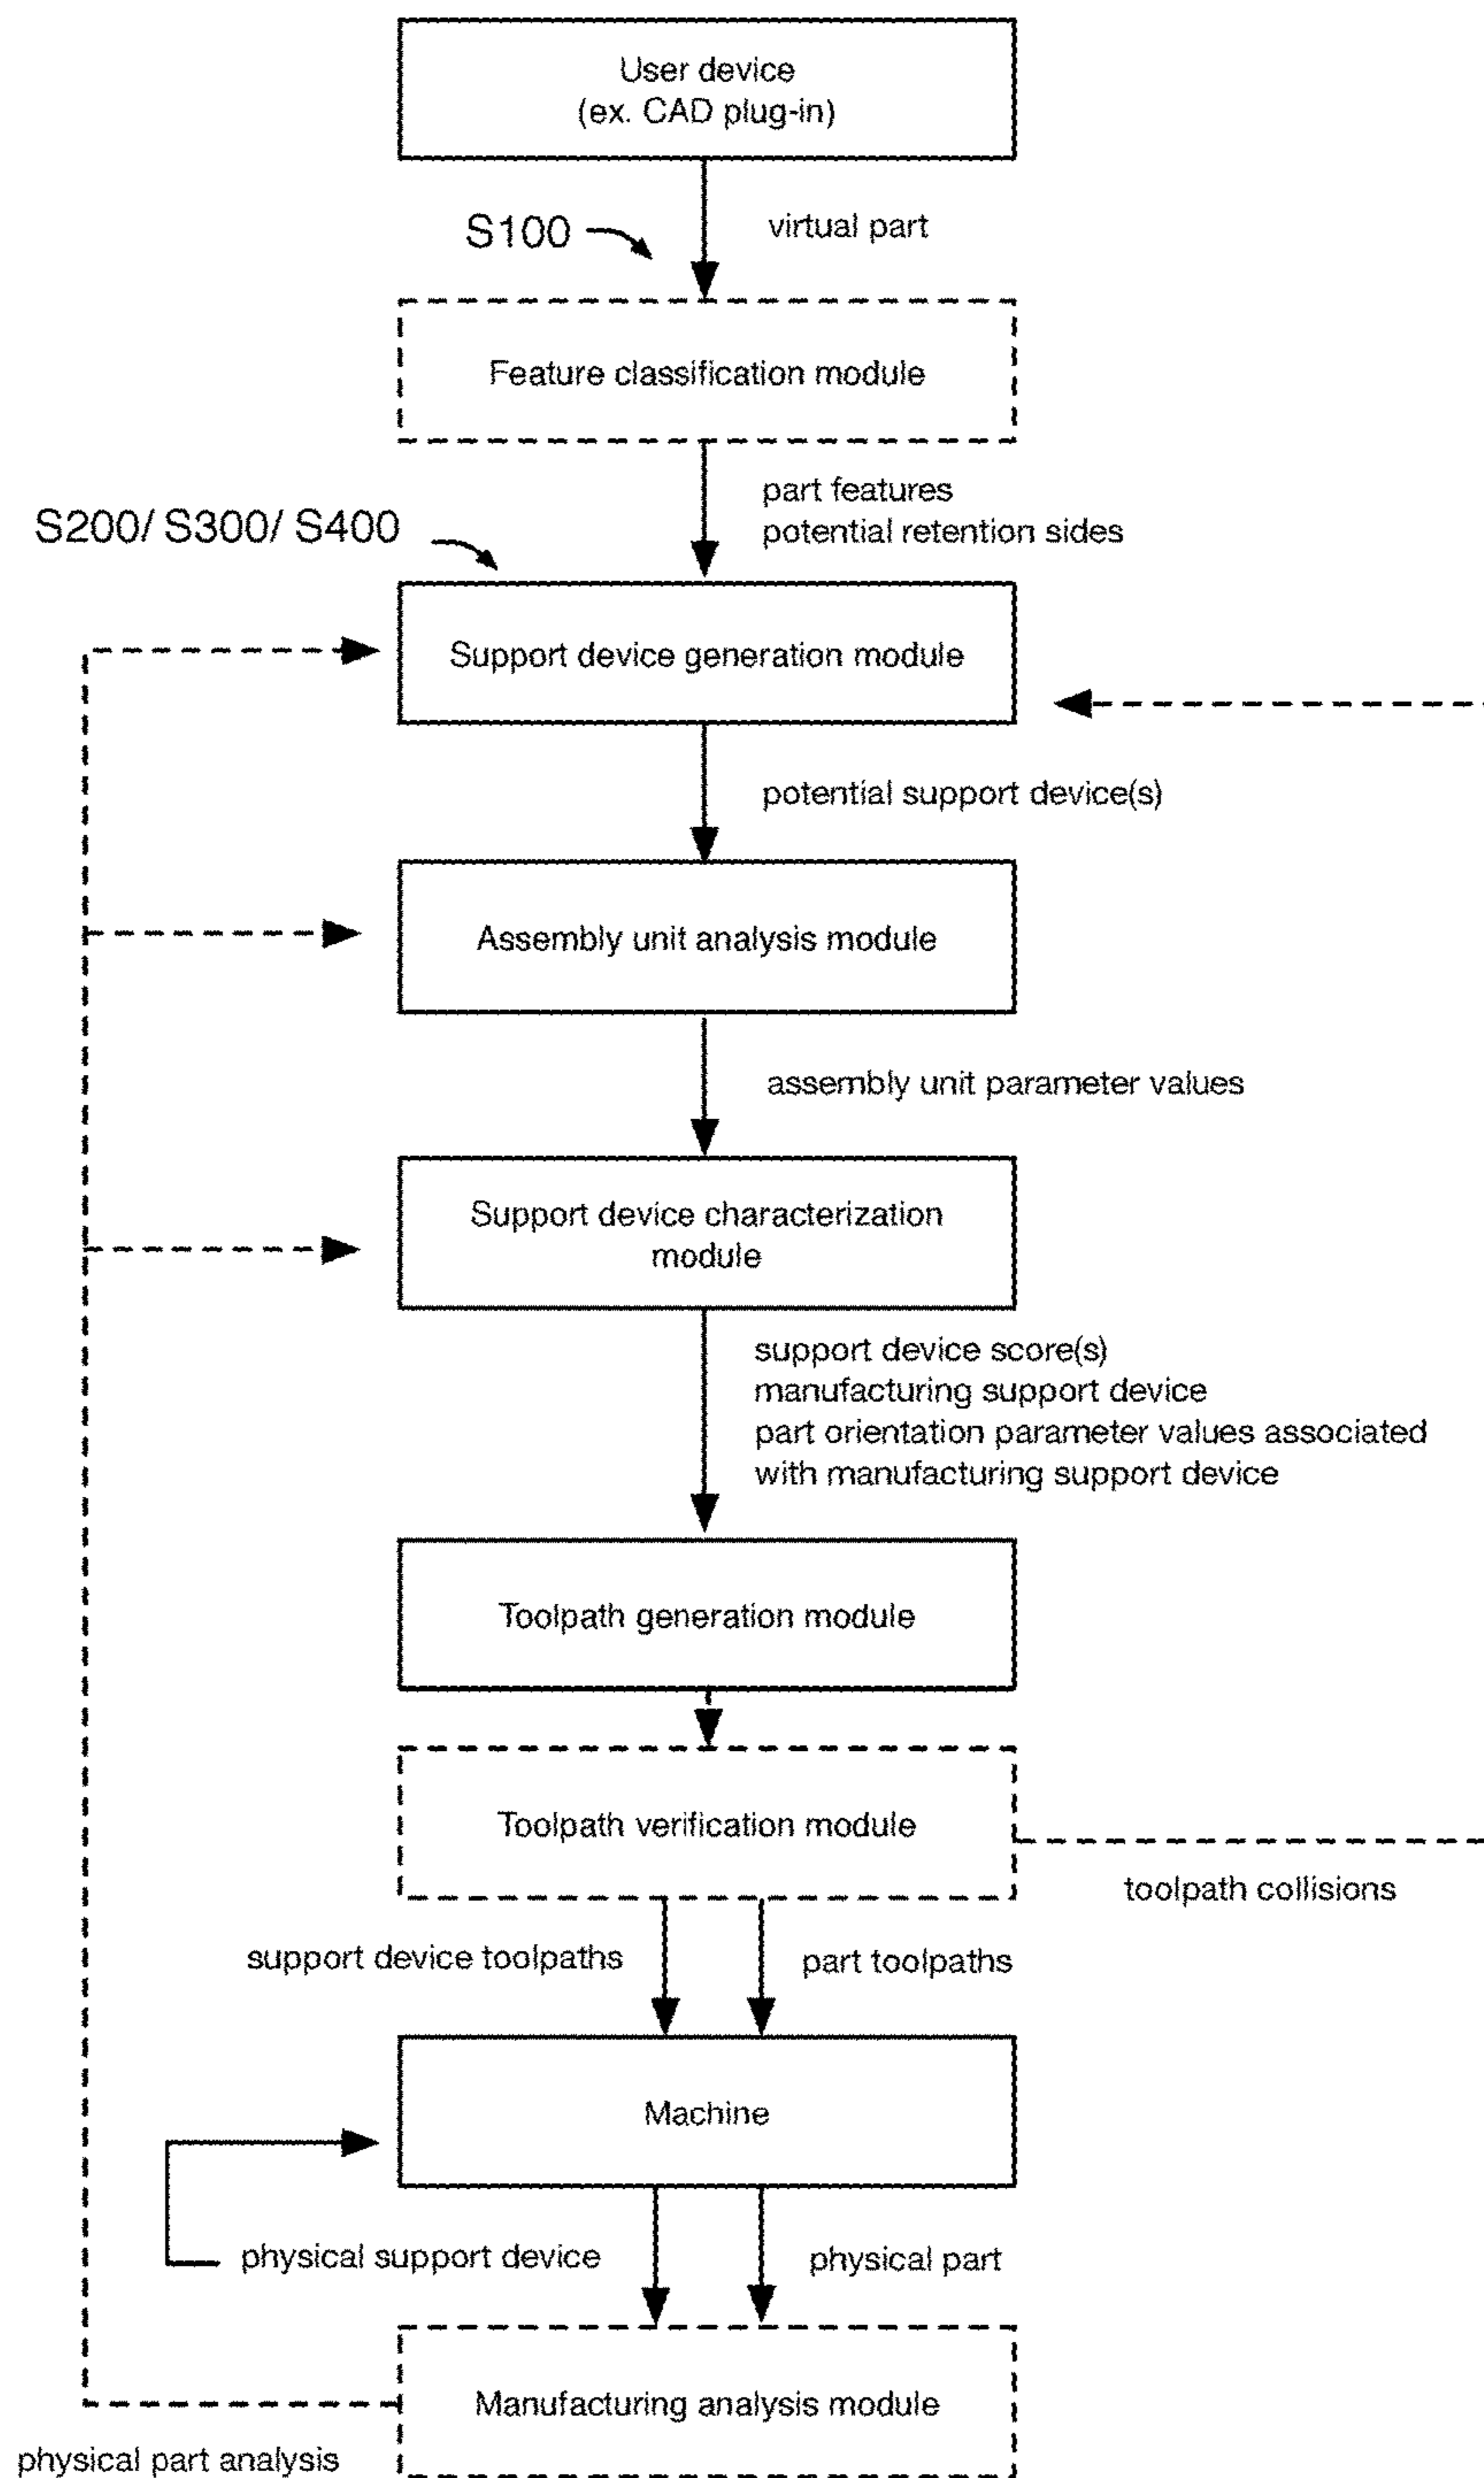 User device
(ex. CAD plug-in)
S100
virtual part
Feature classification module
part features
potential retention sides
S200/ S300/ S400
Support device generation module
potential support device(s)
Assembly unit analysis module
assembly unit parameter values
Support device characterization
module
support device score(s)
manufacturing support device
part orientation parameter values associated
with manufacturing support device
Toolpath generation module
Toolpath verification module
toolpath collisions
support device toolpaths
part toolpaths
Machine
physical support device
physical part
Manufacturing analysis module
physical part analysis